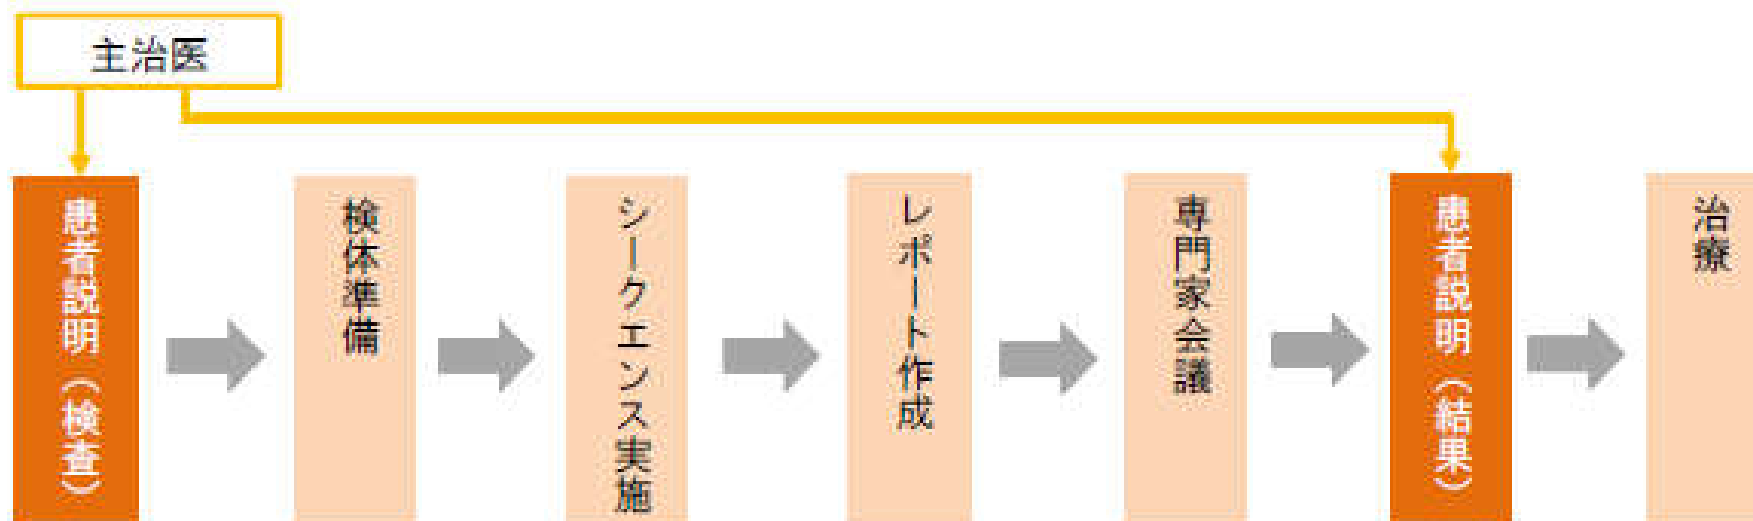 主治医
患者説明（検査）
検体準備
シークエンス実施
レポート作成
専門家会議
患者説明（結果）
治療